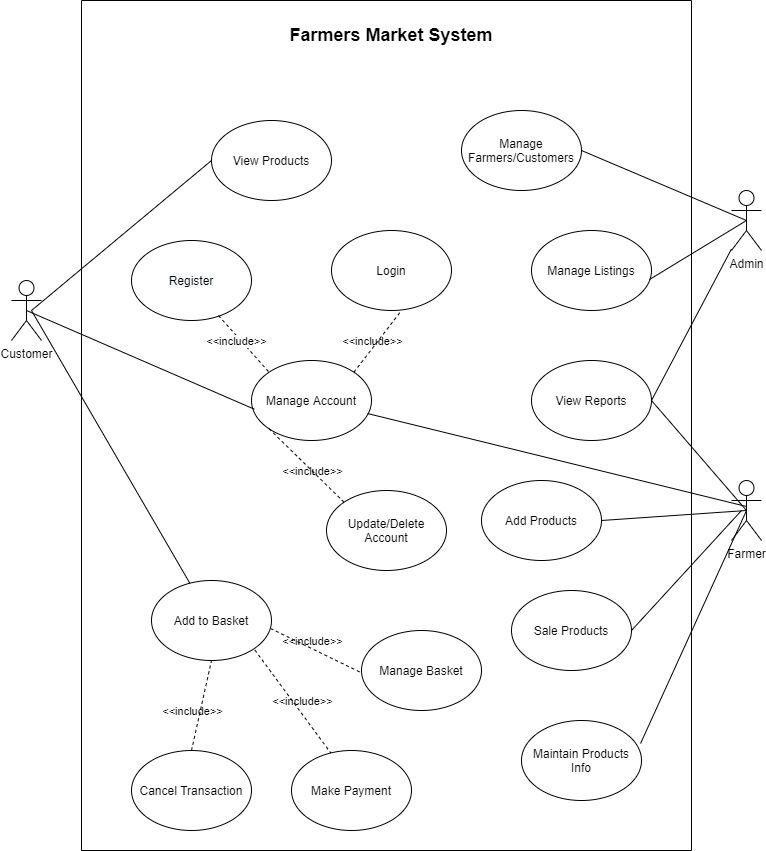 Farmers Market System
View Products
Manage
Farmers/Customers
Register
Login
Manage Listings
Admin
<<include>>
<<include>>
Customer
Manage Account
View Reports
<<include>>
Update/Delete
Account
Add Products
Farmer
Add to Basket
Sale Products
<<include>>
Manage Basket
<<include>>
<<include>>
Maintain Products
Info
Cancel Transaction
Make Payment